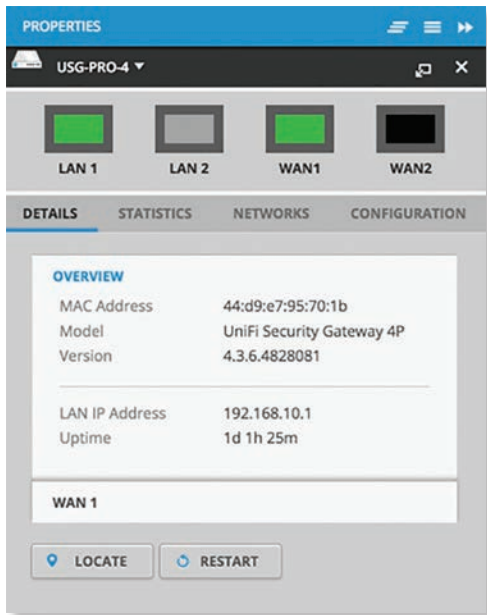 PROPERTIES
USG-PRO-4
LAN 1 LAN 2 WAN1 WAN2
DETAILS STATISTICS NETWORKS CONFIGURATION
OVERVIEW
MAC Address 44:d9:e7:95:70:1b
Model UniFi Security Gateway 4P
Version 4.3.6.4828081
LAN IP Address 192.168.10.1
Uptime 1d 1h 25m
WAN 1
LOCATE RESTART